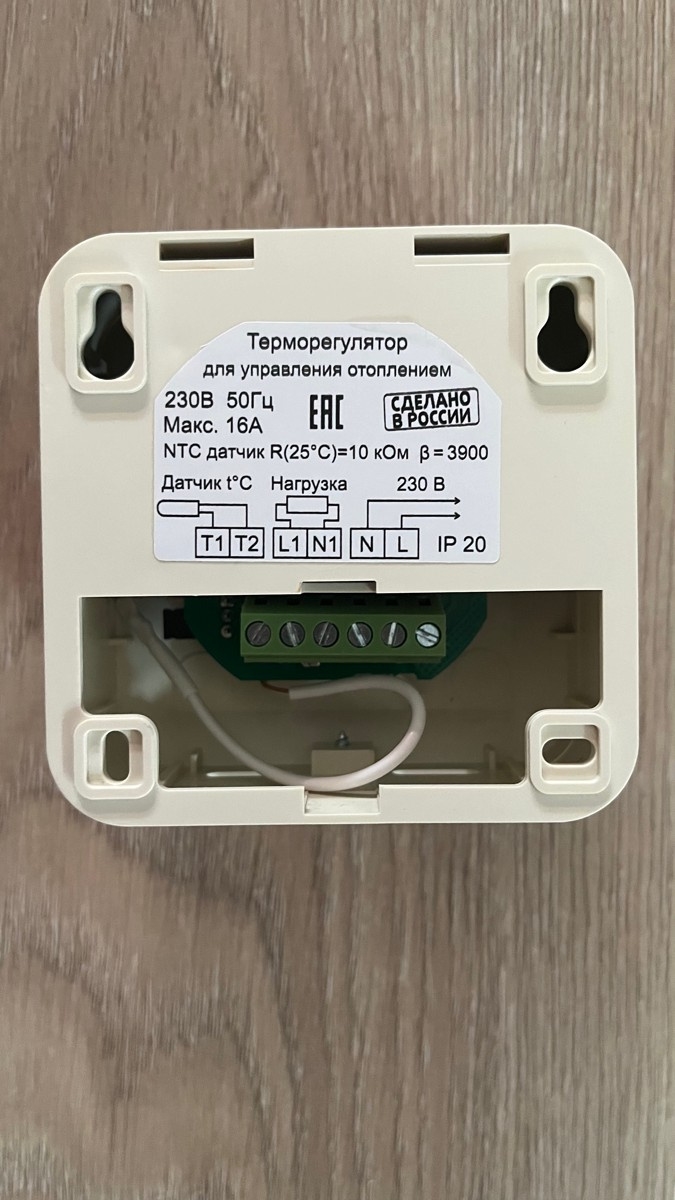 Терморегулятор
для управления отоплением
230В 50Гц
Макс. 16А
EAC
СДЕЛАНО
В РОССИИ
NTC датчик R(25°C)=10 кОм β=3900
Датчик t°C Нагрузка 230 В
T1 T2 L1 N1 N L IP 20